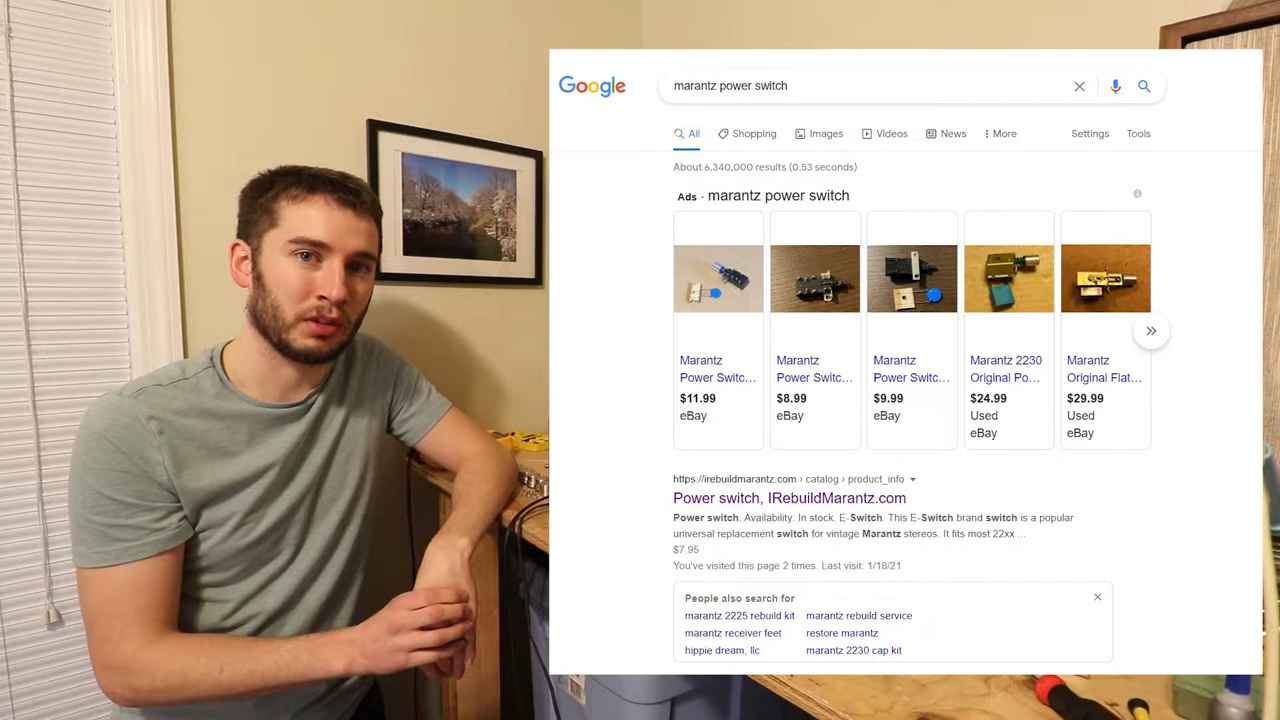 Google
marantz power switch
All
Shopping
Images
Videos
News
More
Settings
Tools
About 6,340,000 results (0.53 seconds)
Ads · marantz power switch
Marantz
Power Switc...
$11.99
eBay
Marantz
Power Switc...
$8.99
eBay
Marantz
Power Switc...
$9.99
eBay
Marantz 2230
Original Po...
$24.99
Used
eBay
Marantz
Original Flat...
$29.99
Used
eBay
https://irebuildmarantz.com › catalog › product_info
Power switch, IRebuildMarantz.com
Power switch. Availability: In stock. E-Switch. This E-Switch brand switch is a popular
universal replacement switch for vintage Marantz stereos. It fits most 22xx ...
$7.95
You've visited this page 2 times. Last visit: 1/18/21
People also search for
marantz 2225 rebuild kit
marantz rebuild service
marantz receiver feet
restore marantz
hippie dream, llc
marantz 2230 cap kit